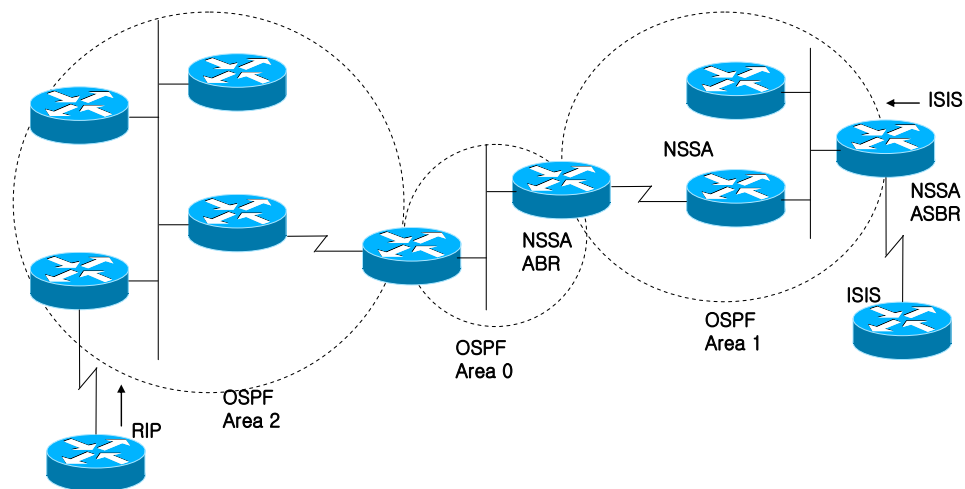 ISIS
NSSA
NSSA
ASBR
NSSA
ABR
ISIS
OSPF
Area 1
OSPF
Area 0
OSPF
Area 2
RIP